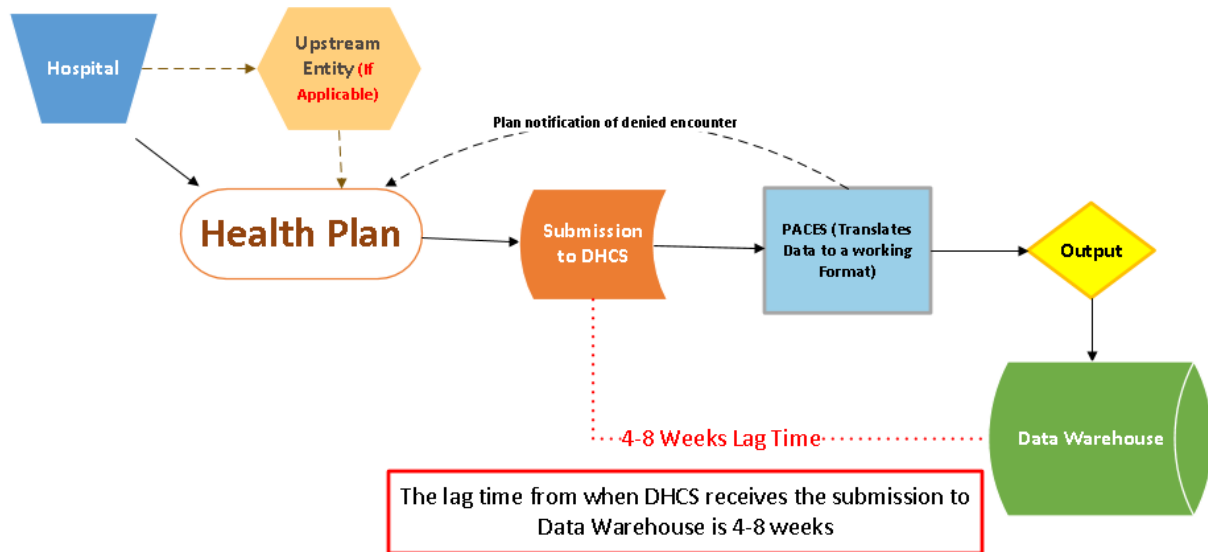 Hospital
Upstream
Entity (If
Applicable)
Plan notification of denied encounter
Health Plan
Submission
to DHCS
PACES (Translates
Data to a working
Format)
Output
4-8 Weeks Lag Time
Data Warehouse
The lag time from when DHCS receives the submission to
Data Warehouse is 4-8 weeks